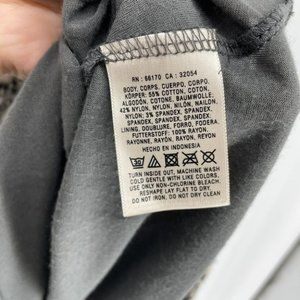 RN : 66170 CA : 32054
BODY, CORPS, CUERPO, CORPO,
KÖRPER: 55% COTTON, COTON,
ALGODÓN, COTONE, BAUMWOLLE,
42% NYLON, NYLON, NILÓN, NAILON,
NYLON; 3% SPANDEX, SPANDEX,
SPANDEX, SPANDEX, SPANDEX.
LINING, DOUBLURE, FORRO, FODERA,
FUTTERSTOFF: 100% RAYON,
RAYONNE, RAYÓN, RAYON, RAYON.
HECHO EN INDONESIA
TURN INSIDE OUT, MACHINE WASH
COLD GENTLE WITH LIKE COLORS,
USE ONLY NON-CHLORINE BLEACH.
RESHAPE LAY FLAT TO DRY.
DO NOT IRON, DO NOT DRY CLEAN.